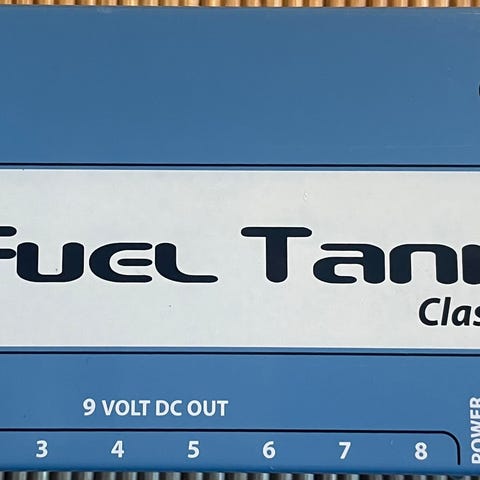 Fuel Tan
Clas
9 VOLT DC OUT
3 4 5 6 7 8
POWER